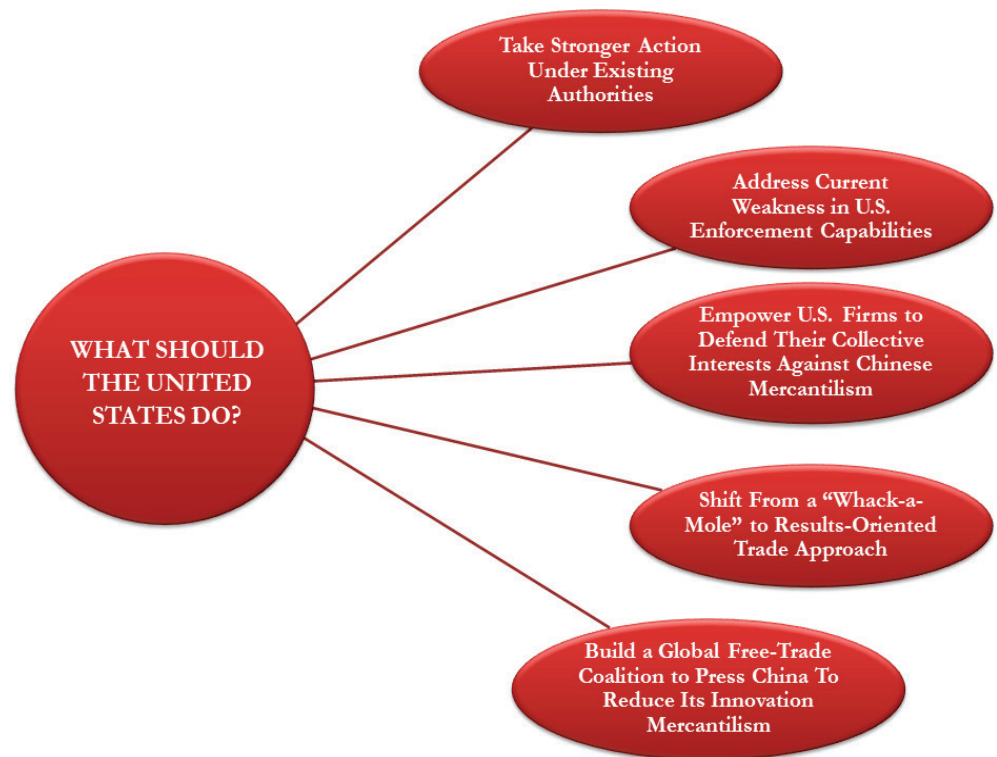 Take Stronger Action
Under Existing
Authorities
Address Current
Weakness in U.S.
Enforcement Capabilities
WHAT SHOULD
THE UNITED
STATES DO?
Empower U.S. Firms to
Defend Their Collective
Interests Against Chinese
Mercantilism
Shift From a “Whack-a-
Mole” to Results-Oriented
Trade Approach
Build a Global Free-Trade
Coalition to Press China To
Reduce Its Innovation
Mercantilism